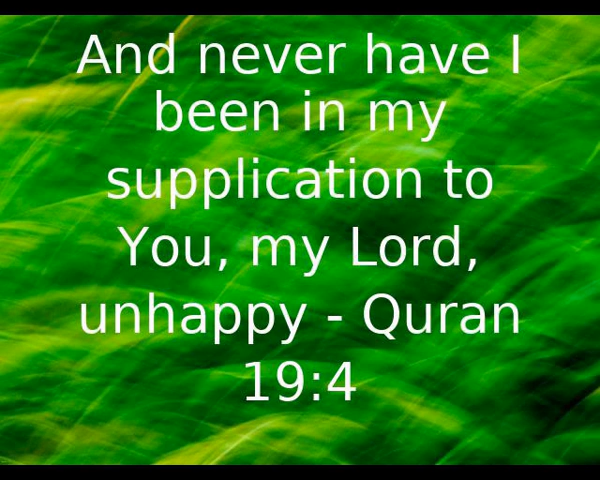 And never have I
been in my
supplication to
You, my Lord,
unhappy - Quran
19:4